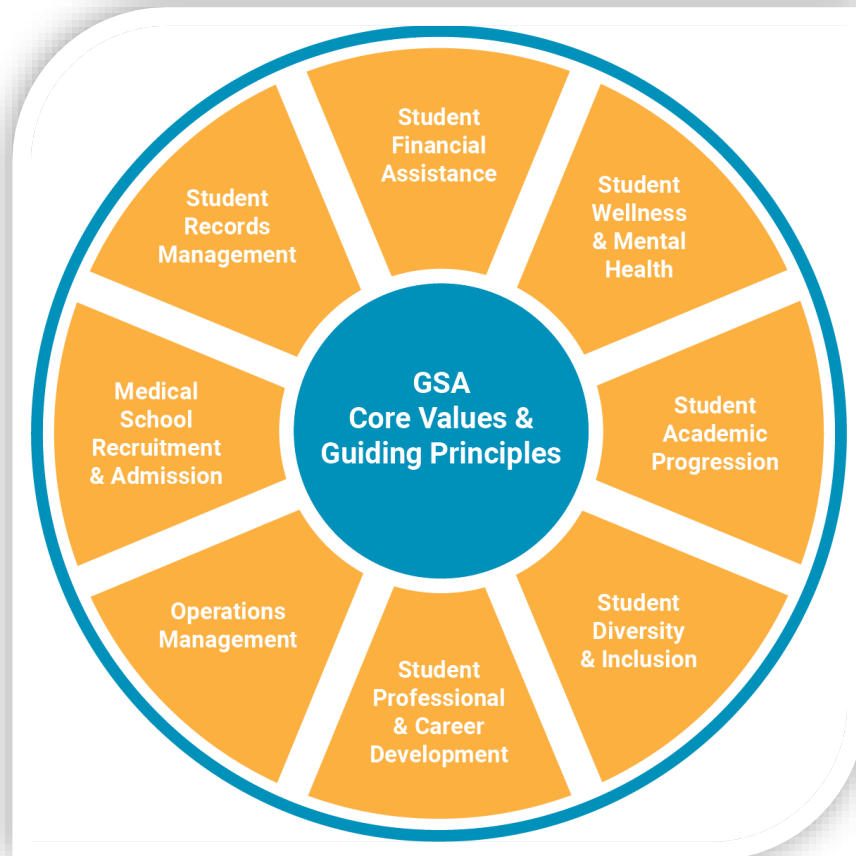 Student
Financial
Assistance
Student
Wellness
& Mental
Health
Student
Academic
Progression
Student
Diversity
& Inclusion
Student
Professional
& Career
Development
Operations
Management
Medical
School
Recruitment
& Admission
Student
Records
Management
GSA
Core Values &
Guiding Principles